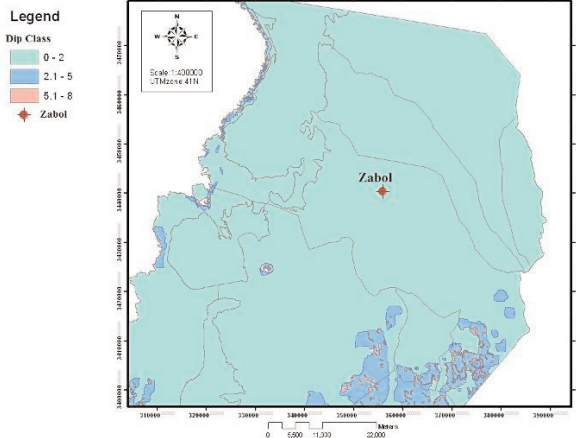 Legend
Dip Class
0 - 2
2.1 - 5
5.1 - 8
Zabol
N
W E
S
Scale: 1:400000
UTMzone 41N
Zabol
3470000
3460000
3450000
3440000
3430000
3420000
3410000
3400000
310000 320000 330000 340000 350000 360000 370000 380000 390000
Meters
0 5,500 11,000 22,000